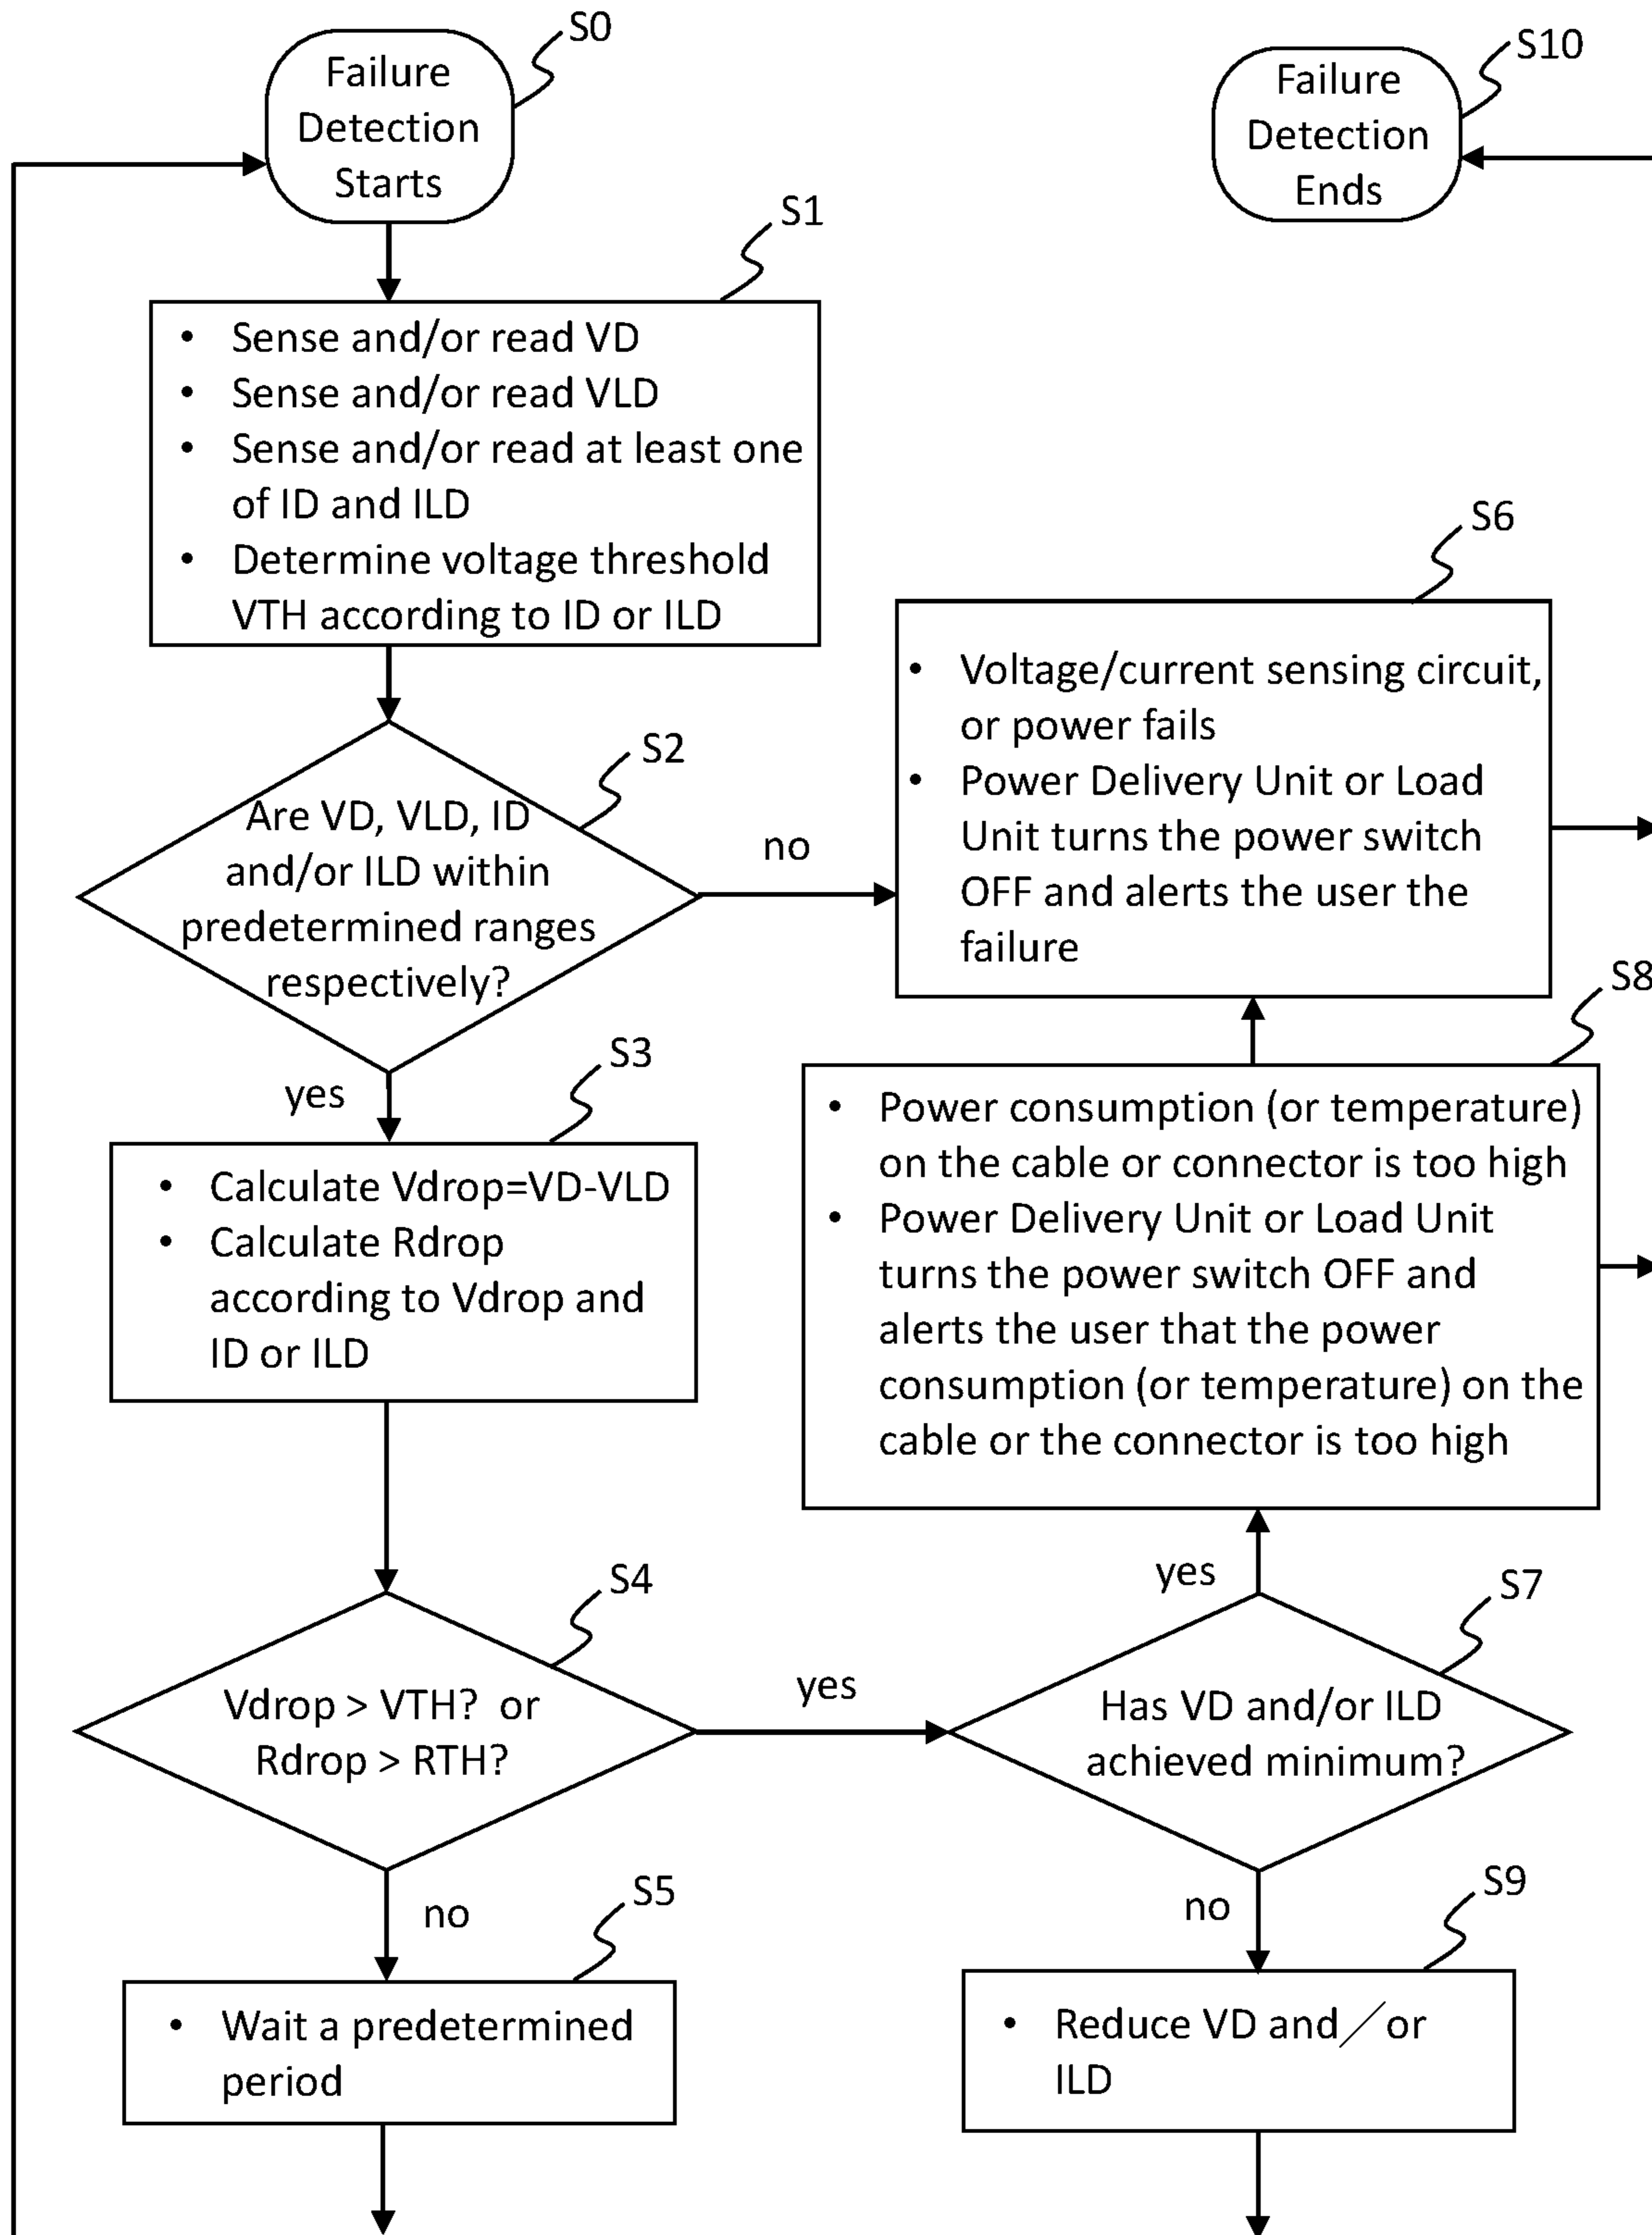 S0
Failure
Detection
Starts
S10
Failure
Detection
Ends
S1
• Sense and/or read VD
• Sense and/or read VLD
• Sense and/or read at least one
of ID and ILD
• Determine voltage threshold
VTH according to ID or ILD
S2
Are VD, VLD, ID
and/or ILD within
predetermined ranges
respectively?
no
yes
S6
• Voltage/current sensing circuit,
or power fails
• Power Delivery Unit or Load
Unit turns the power switch
OFF and alerts the user the
failure
S3
• Calculate Vdrop=VD-VLD
• Calculate Rdrop
according to Vdrop and
ID or ILD
S8
• Power consumption (or temperature)
on the cable or connector is too high
• Power Delivery Unit or Load Unit
turns the power switch OFF and
alerts the user that the power
consumption (or temperature) on the
cable or the connector is too high
S4
Vdrop > VTH? or
Rdrop > RTH?
yes
no
S7
yes
Has VD and/or ILD
achieved minimum?
no
S5
• Wait a predetermined
period
S9
• Reduce VD and／or
ILD